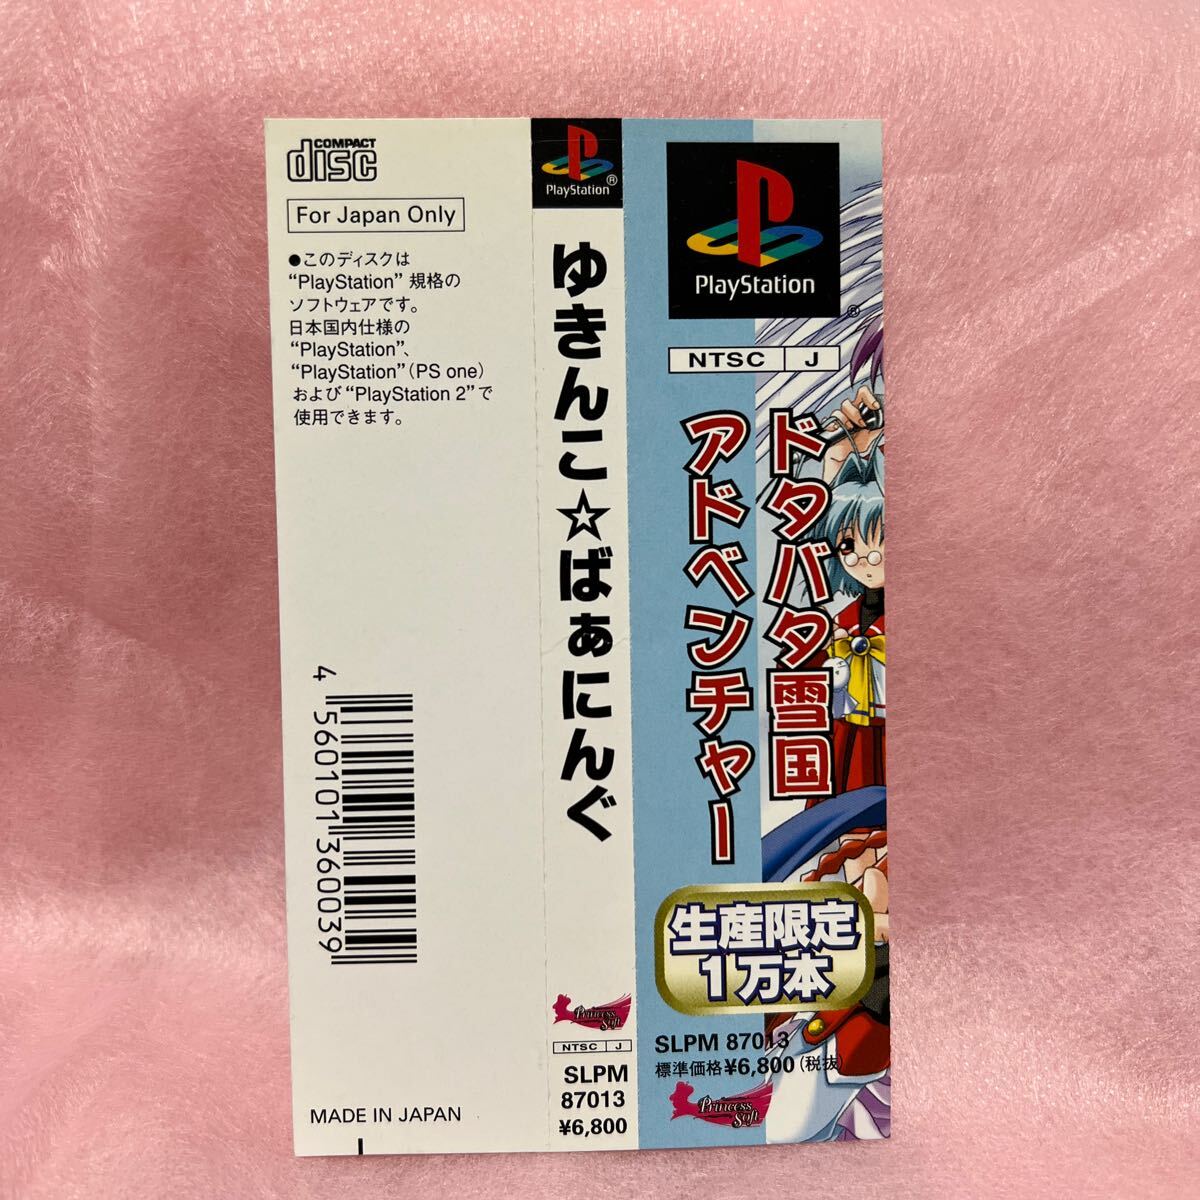 COMPACT
disc
For Japan Only
●このディスクは
“PlayStation” 規格の
ソフトウェアです。
日本国内仕様の
“PlayStation”、
“PlayStation”(PS one)
および“PlayStation 2”で
使用できます。
4 560101 360039
MADE IN JAPAN
PlayStation®
ゆきんこ☆ばぁにんぐ
Princess Soft
NTSC J
SLPM
87013
¥6,800
PlayStation
®
NTSC J
ドタバタ雪国
アドベンチャー
生産限定
1万本
SLPM 87013
標準価格¥6,800(税抜)
Princess Soft